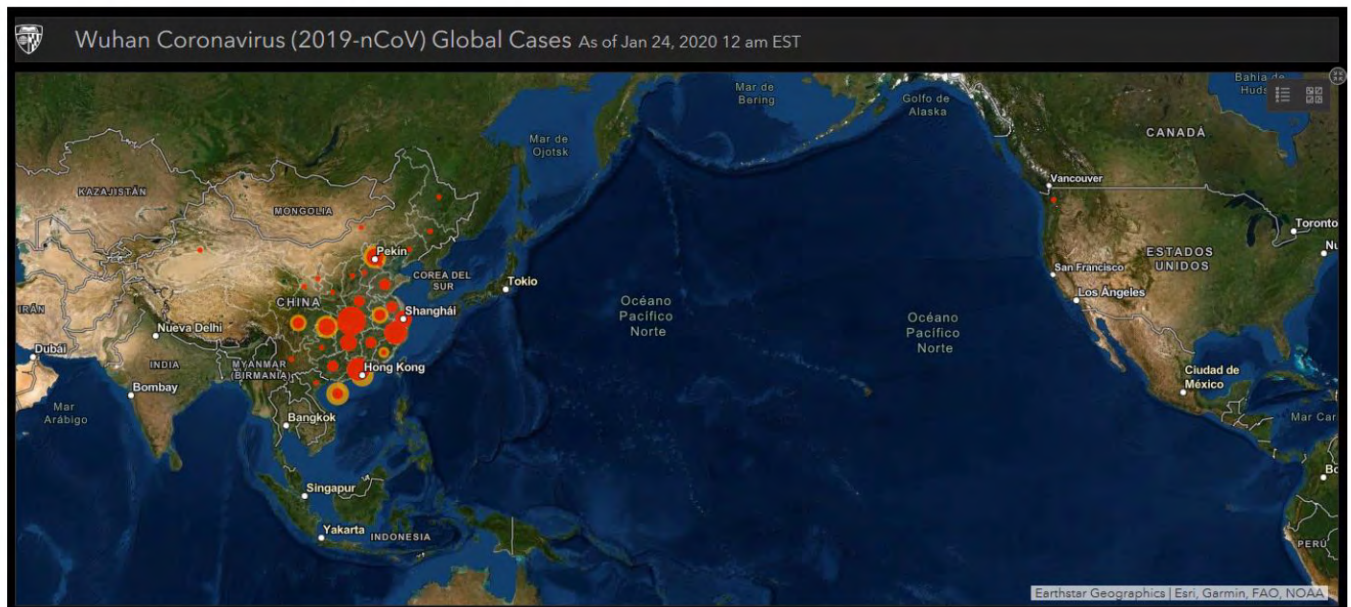 Wuhan Coronavirus (2019-nCoV) Global Cases As of Jan 24, 2020 12 am EST
Bahía de
Huds
Mar de
Bering
Golfo de
Alaska
CANADÁ
Mar de
Ojotsk
Vancouver
KAZAJISTÁN
MONGOLIA
Toronto
Nu
Pekín
ESTADOS
UNIDOS
COREA DEL
SUR
San Francisco
Tokio
Los Ángeles
CHINA
Océano
Pacífico
Norte
IRÁN
Shanghái
Océano
Pacífico
Norte
Nueva Delhi
Dubái
INDIA
MYANMAR
(BIRMANIA)
Hong Kong
Ciudad de
México
Bombay
Mar
Arábigo
Mar Car
Bangkok
Bo
Singapur
Yakarta
INDONESIA
PERÚ
Earthstar Geographics | Esri, Garmin, FAO, NOAA